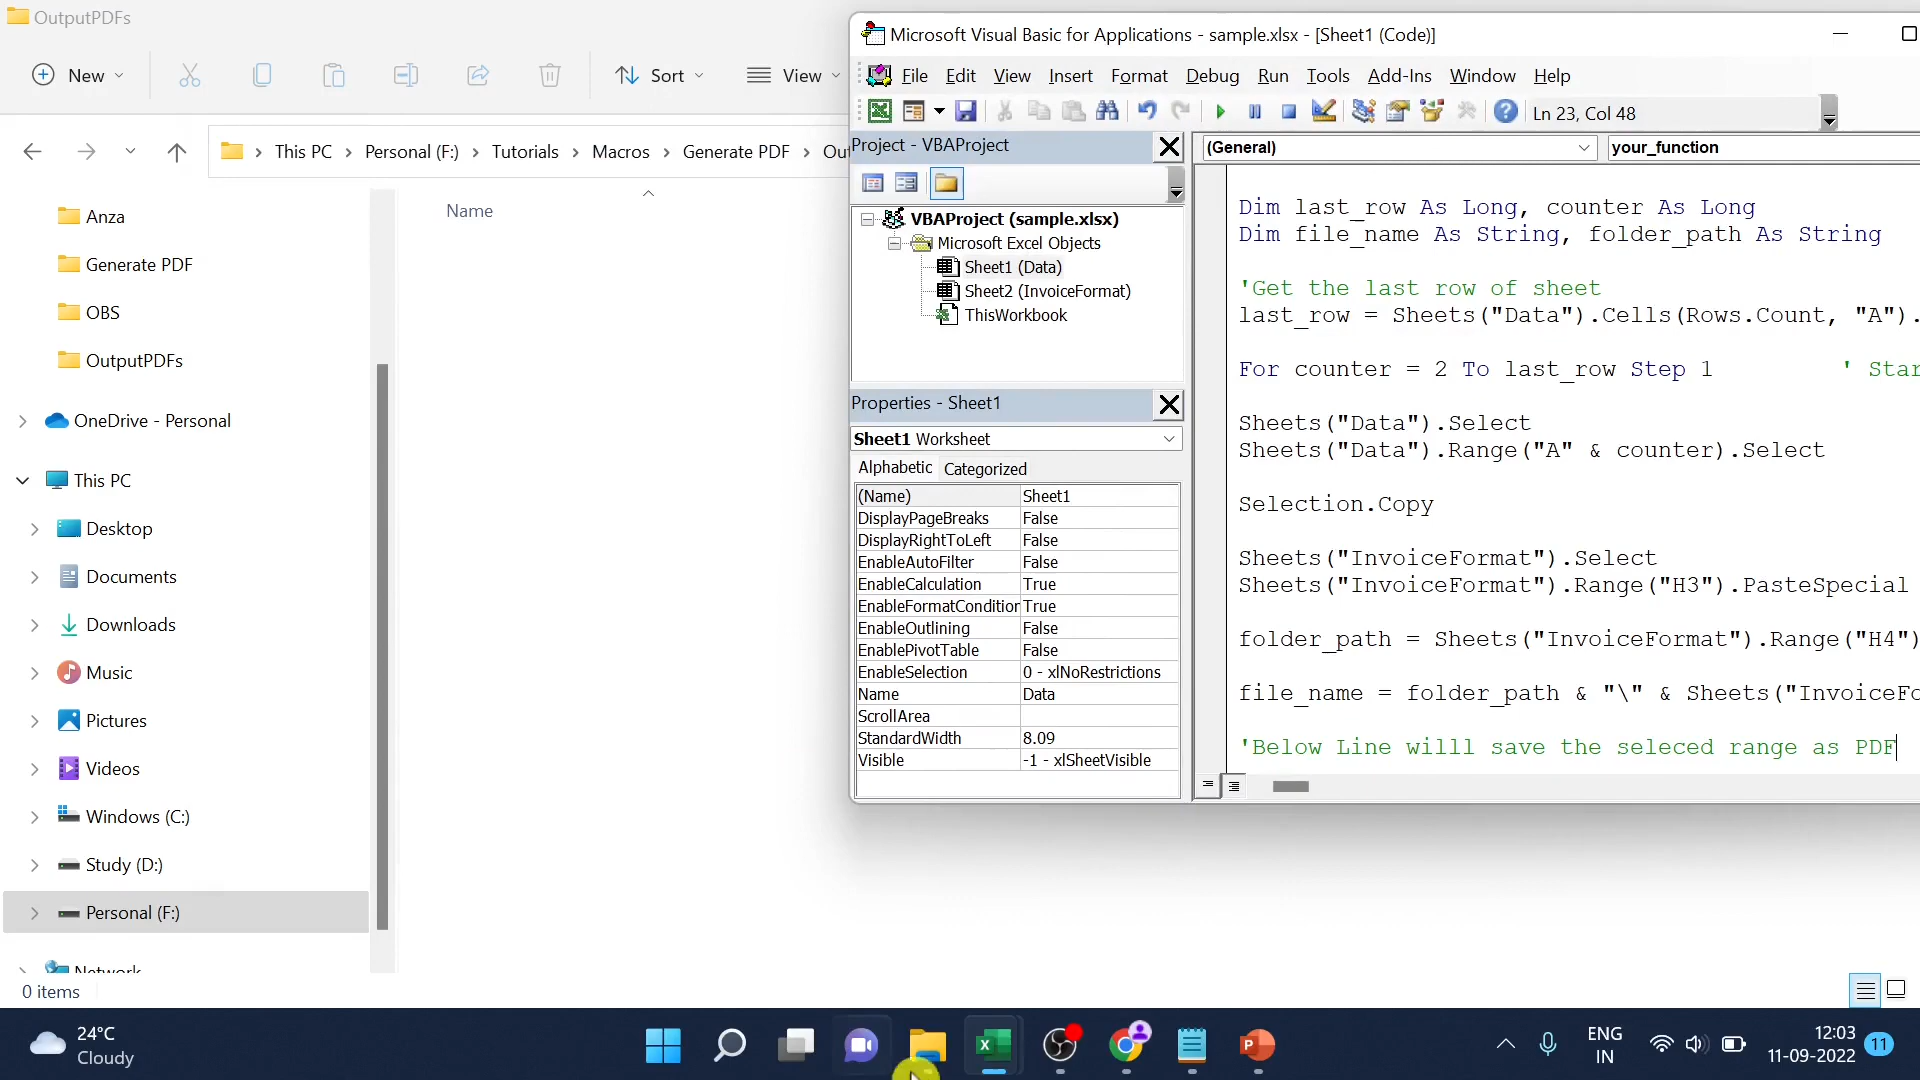 OutputPDFs
New
Sort
View
This PC > Personal (F:) > Tutorials > Macros > Generate PDF > Ou
Name
Anza
Generate PDF
OBS
OutputPDFs
OneDrive - Personal
This PC
Desktop
Documents
Downloads
Music
Pictures
Videos
Windows (C:)
Study (D:)
Personal (F:)
Network
0 items
Microsoft Visual Basic for Applications - sample.xlsx - [Sheet1 (Code)]
File Edit View Insert Format Debug Run Tools Add-Ins Window Help
Ln 23, Col 48
Project - VBAProject
VBAProject (sample.xlsx)
Microsoft Excel Objects
Sheet1 (Data)
Sheet2 (InvoiceFormat)
ThisWorkbook
Properties - Sheet1
Sheet1 Worksheet
Alphabetic Categorized
(Name) Sheet1
DisplayPageBreaks False
DisplayRightToLeft False
EnableAutoFilter False
EnableCalculation True
EnableFormatCondition True
EnableOutlining False
EnablePivotTable False
EnableSelection 0 - xlNoRestrictions
Name Data
ScrollArea
StandardWidth 8.09
Visible -1 - xlSheetVisible
(General) your_function
Dim last_row As Long, counter As Long
Dim file_name As String, folder_path As String
'Get the last row of sheet
last_row = Sheets("Data").Cells(Rows.Count, "A").
For counter = 2 To last_row Step 1 ' Star
Sheets("Data").Select
Sheets("Data").Range("A" & counter).Select
Selection.Copy
Sheets("InvoiceFormat").Select
Sheets("InvoiceFormat").Range("H3").PasteSpecial
folder_path = Sheets("InvoiceFormat").Range("H4")
file_name = folder_path & "\" & Sheets("InvoiceFo
'Below Line willl save the seleced range as PDF
24°C
Cloudy
ENG
IN
12:03
11-09-2022
11